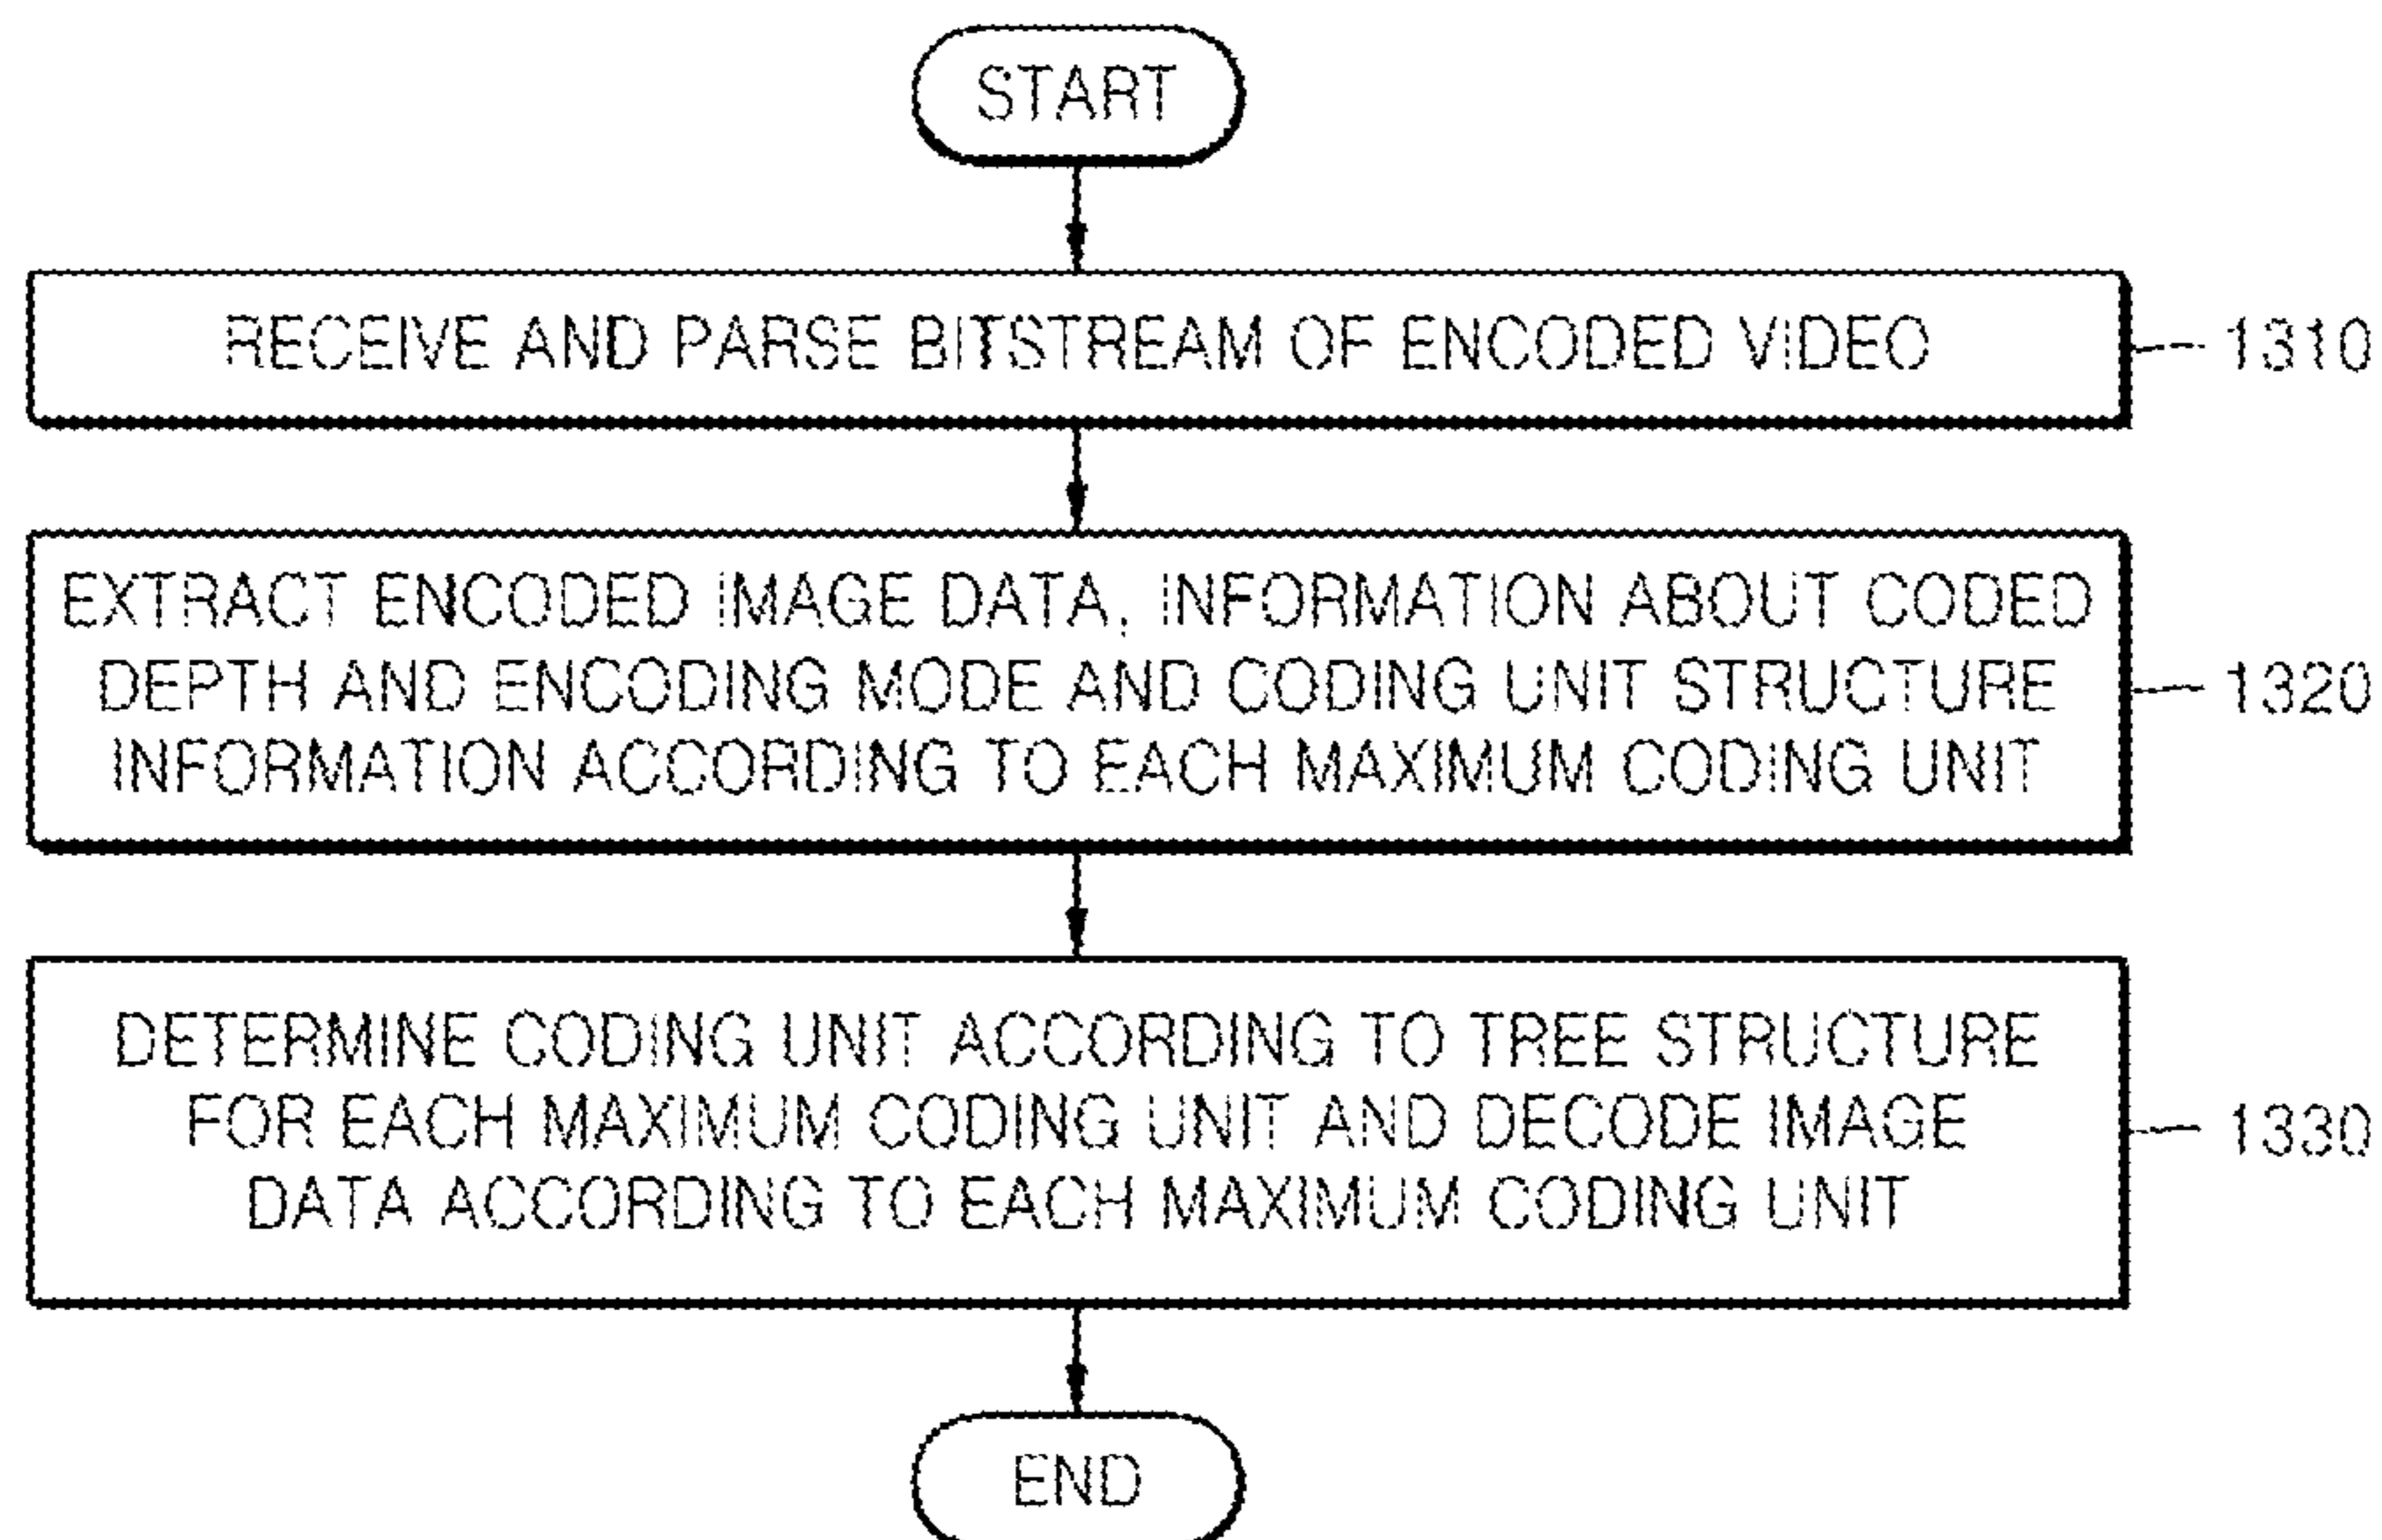 START
RECEIVE AND PARSE BITSTREAM OF ENCODED VIDEO
1310
EXTRACT ENCODED IMAGE DATA, INFORMATION ABOUT CODED
DEPTH AND ENCODING MODE AND CODING UNIT STRUCTURE
INFORMATION ACCORDING TO EACH MAXIMUM CODING UNIT
1320
DETERMINE CODING UNIT ACCORDING TO TREE STRUCTURE
FOR EACH MAXIMUM CODING UNIT AND DECODE IMAGE
DATA ACCORDING TO EACH MAXIMUM CODING UNIT
1330
END